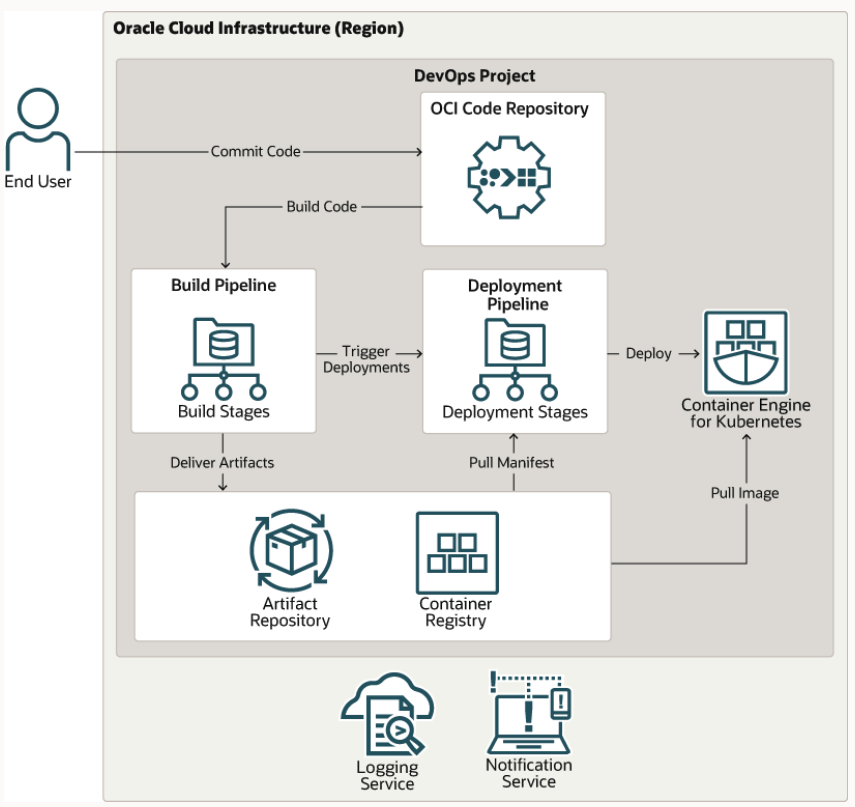 Oracle Cloud Infrastructure (Region)
DevOps Project
OCI Code Repository
Commit Code
End User
Build Code
Build Pipeline
Deployment
Pipeline
Trigger
Deployments
Deploy
Build Stages
Deployment Stages
Container Engine
for Kubernetes
Deliver Artifacts
Pull Manifest
Pull Image
Artifact
Repository
Container
Registry
Logging
Service
Notification
Service